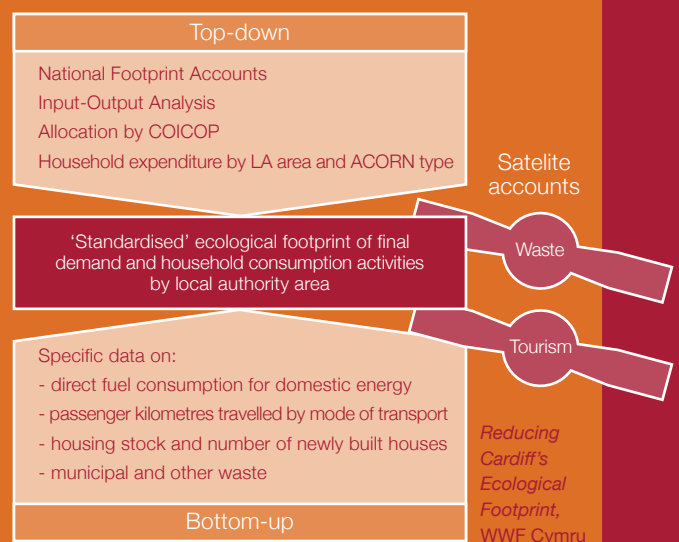 Top-down
National Footprint Accounts
Input-Output Analysis
Allocation by COICOP
Household expenditure by LA area and ACORN type
Satelite
accounts
Waste
'Standardised' ecological footprint of final
demand and household consumption activities
by local authority area
Tourism
Specific data on:
- direct fuel consumption for domestic energy
- passenger kilometres travelled by mode of transport
- housing stock and number of newly built houses
- municipal and other waste
Bottom-up
Reducing
Cardiff's
Ecological
Footprint,
WWF Cymru